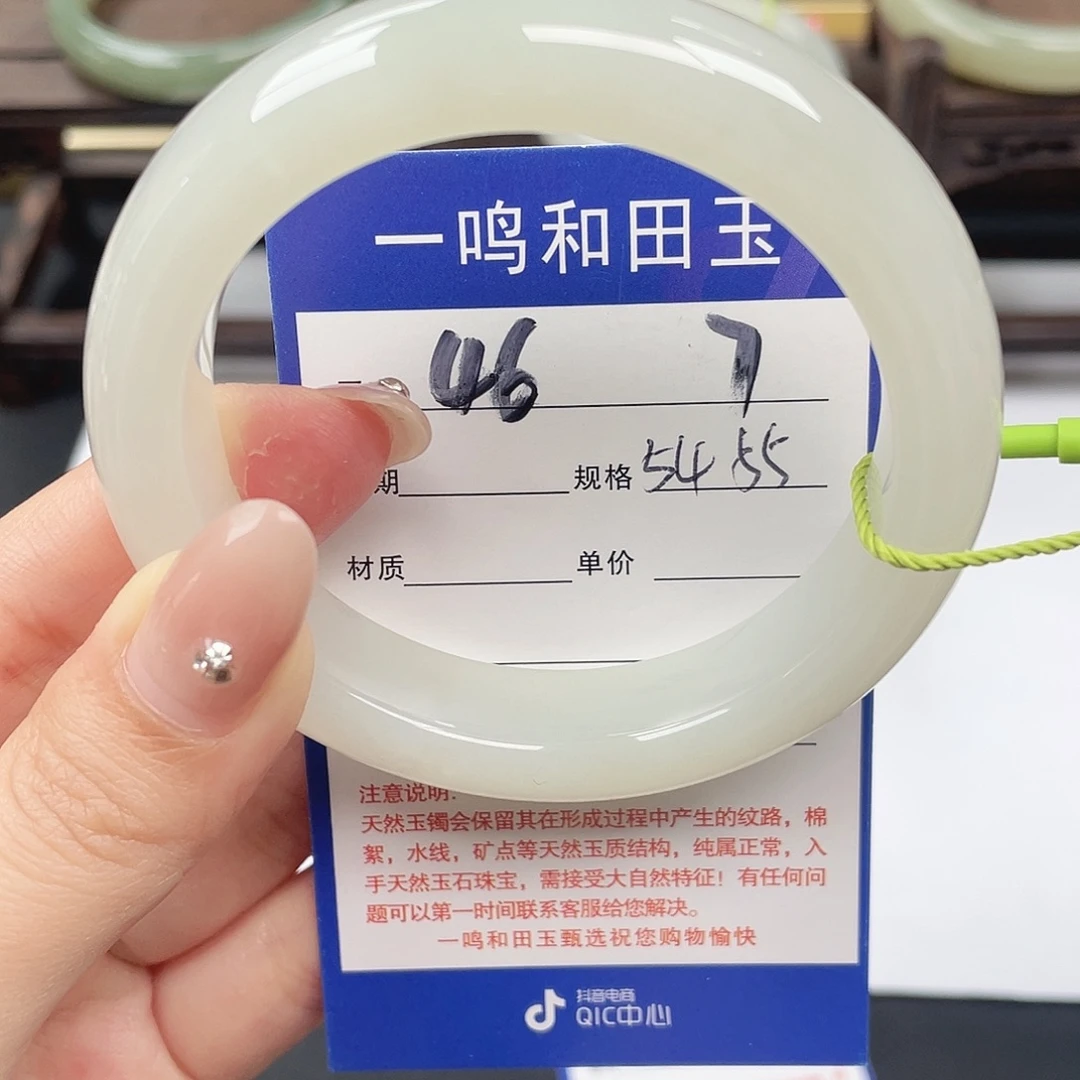 一鸣和田玉
46 7
期 规格 54 55
材质 单价
注意说明:
天然玉镯会保留其在形成过程中产生的纹路，棉
絮，水线，矿点等天然玉质结构，纯属正常，入
手天然玉石珠宝，需接受大自然特征！有任何问
题可以第一时间联系客服给您解决。
一鸣和田玉甄选祝您购物愉快
抖音电商
QIC中心